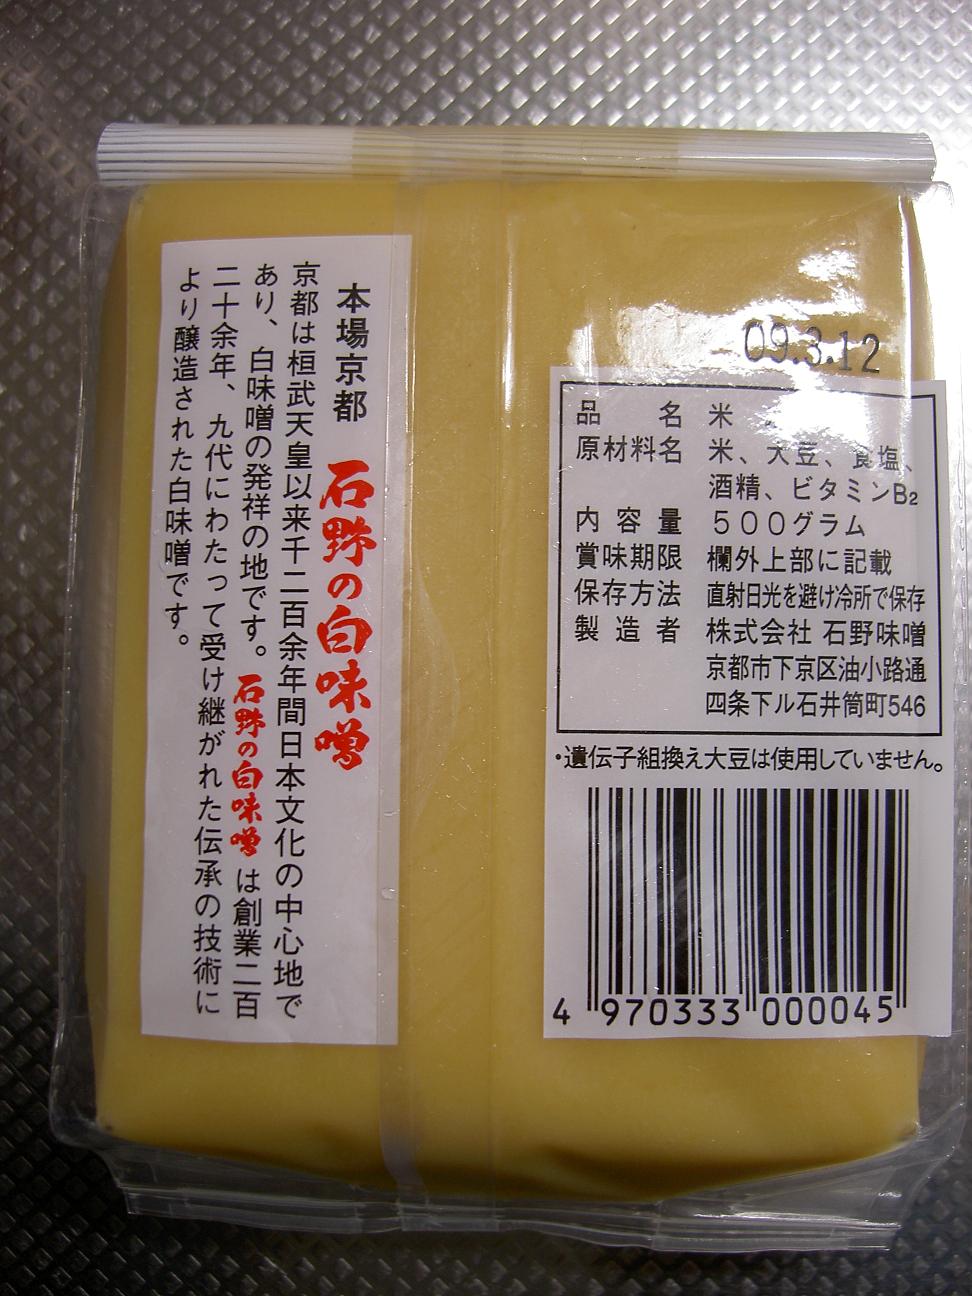 本場京都 石野の白味噌
京都は桓武天皇以来千二百余年間日本文化の中心地で
あり、白味噌の発祥の地です。石野の白味噌は創業二百
二十余年、九代にわたって受け継がれた伝承の技術に
より醸造された白味噌です。
09.3.12
品名 米
原材料名 米、大豆、食塩、
酒精、ビタミンB₂
内容量 500グラム
賞味期限 欄外上部に記載
保存方法 直射日光を避け冷所で保存
製造者 株式会社 石野味噌
京都市下京区油小路通
四条下ル石井筒町546
・遺伝子組換え大豆は使用していません。
4 970333 000045